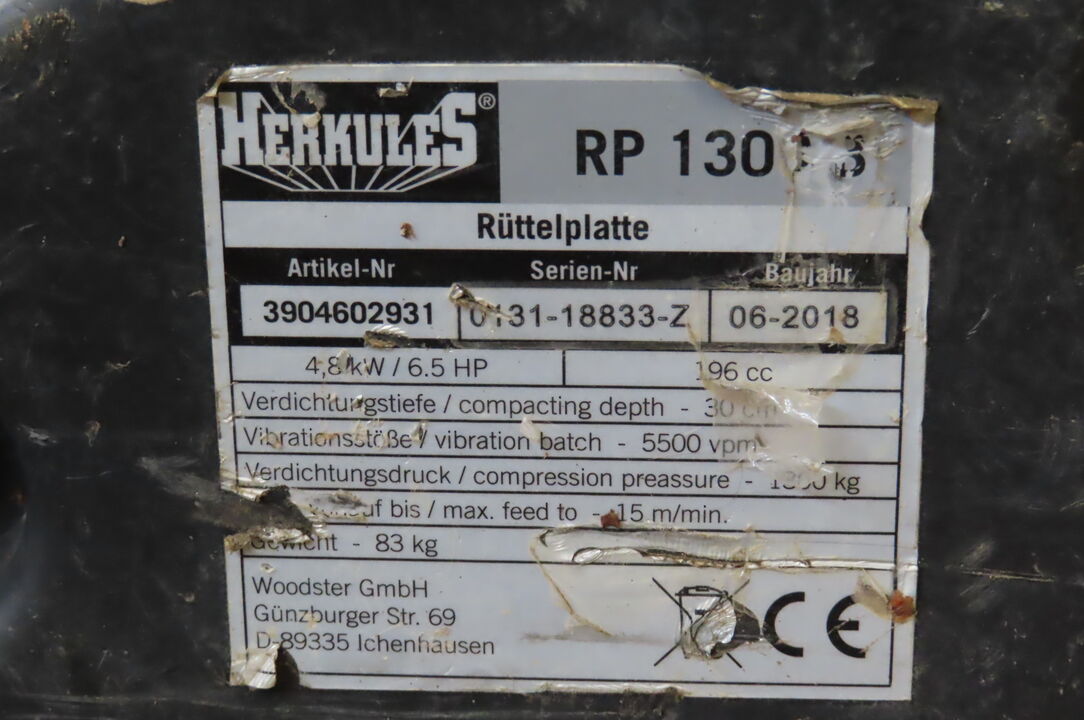 HERKULES®
RP 130
Rüttelplatte
Artikel-Nr Serien-Nr Baujahr
3904602931 0131-18833-Z 06-2018
4,8 kW / 6.5 HP 196 cc
Verdichtungstiefe / compacting depth - 30 cm
Vibrationsstöße / vibration batch - 5500 vpm
Verdichtungsdruck / compression preassure - kg
bis / max. feed to - 15 m/min.
Gewicht - 83 kg
Woodster GmbH
Günzburger Str. 69
D-89335 Ichenhausen
CE